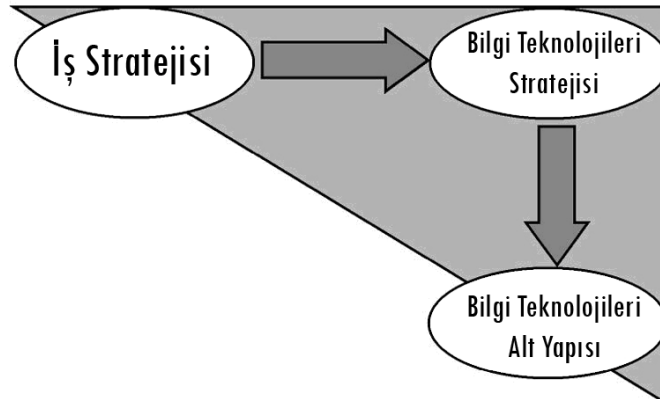 İş Stratejisi
Bilgi Teknolojileri
Stratejisi
Bilgi Teknolojileri
Alt Yapısı